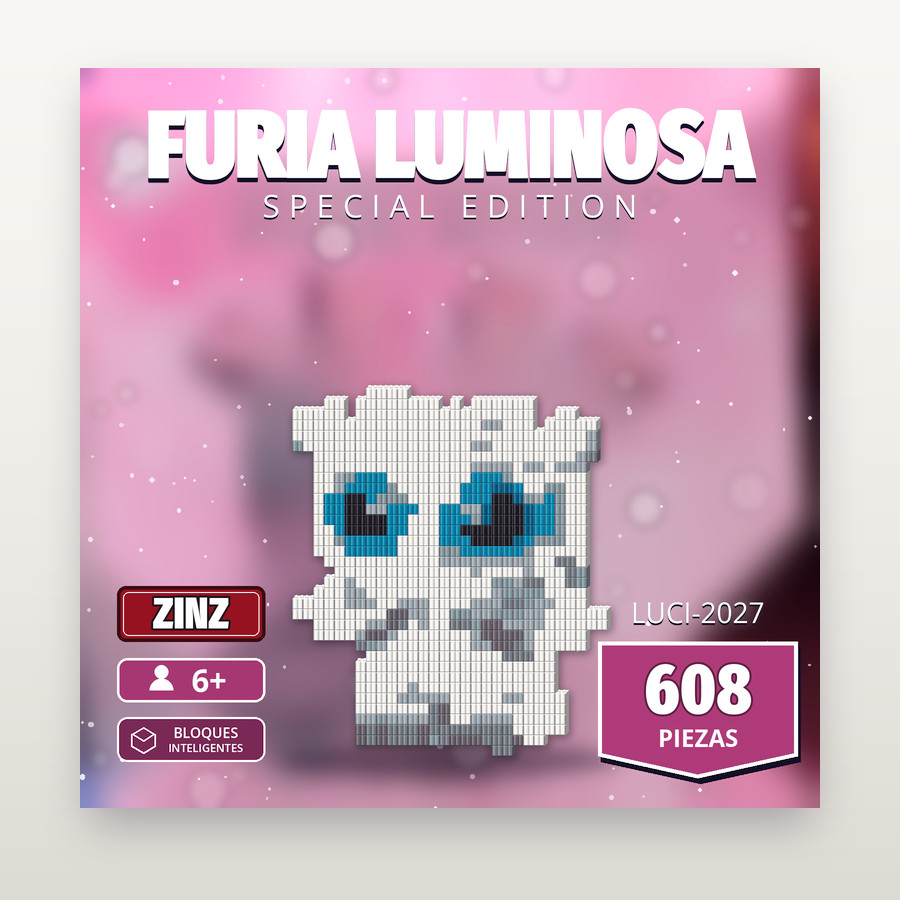 FURIA LUMINOSA
SPECIAL EDITION
ZINZ
6+
BLOQUES
INTELIGENTES
LUCI-2027
608
PIEZAS